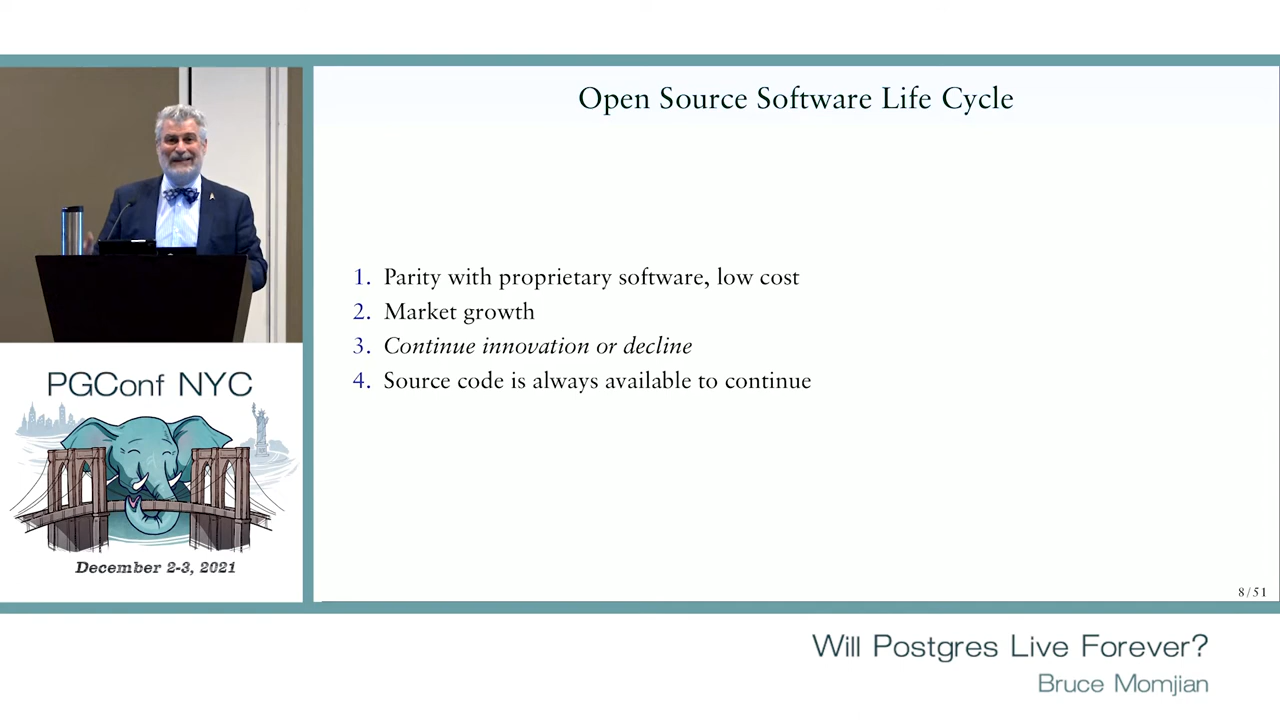 Open Source Software Life Cycle
1. Parity with proprietary software, low cost
2. Market growth
3. Continue innovation or decline
4. Source code is always available to continue
8/51
PGConf NYC
December 2-3, 2021
Will Postgres Live Forever?
Bruce Momjian